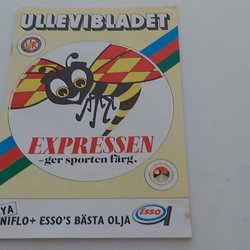 ULLEVIBLADET
EXPRESSEN
- ger sporten färg.
YA
NIFLO+ ESSO'S BÄSTA OLJA
ESSO